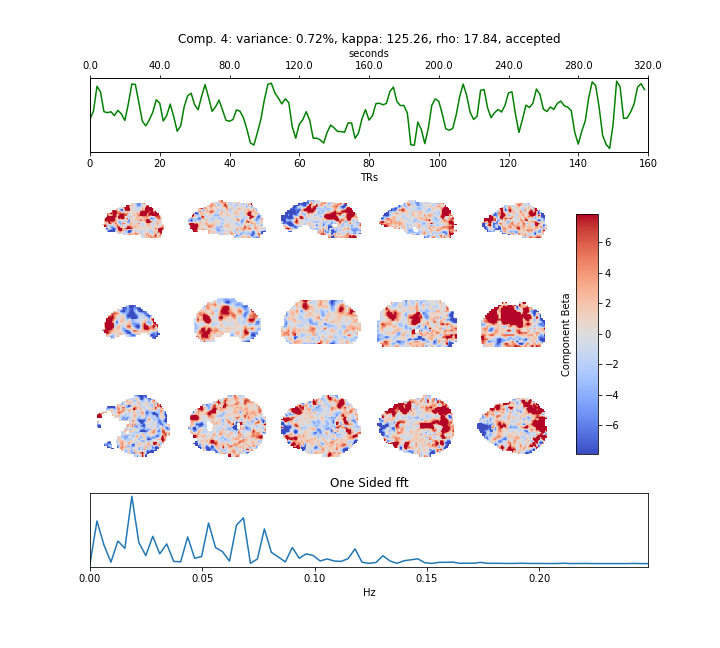 Comp. 4: variance: 0.72%, kappa: 125.26, rho: 17.84, accepted
seconds
0.0 40.0 80.0 120.0 160.0 200.0 240.0 280.0 320.0
0 20 40 60 80 100 120 140 160
TRs
6
4
2
0
−2
−4
−6
Component Beta
One Sided fft
0.00 0.05 0.10 0.15 0.20
Hz